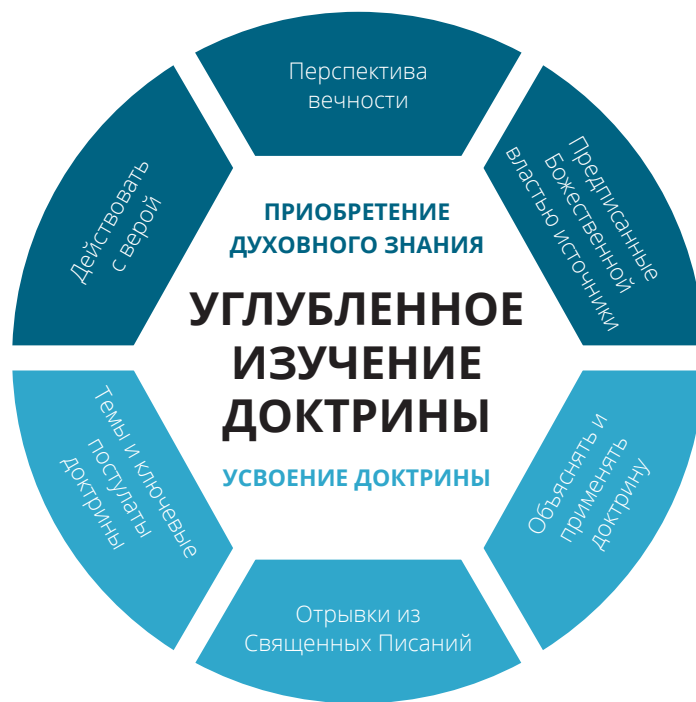 Перспектива
вечности
Предписанные
Божественной
властью источники
Действовать
с верой
ПРИОБРЕТЕНИЕ
ДУХОВНОГО ЗНАНИЯ
УГЛУБЛЕННОЕ
ИЗУЧЕНИЕ
ДОКТРИНЫ
УСВОЕНИЕ ДОКТРИНЫ
Темы и ключевые
постулаты
доктрины
Объяснять и
применять
доктрину
Отрывки из
Священных Писаний